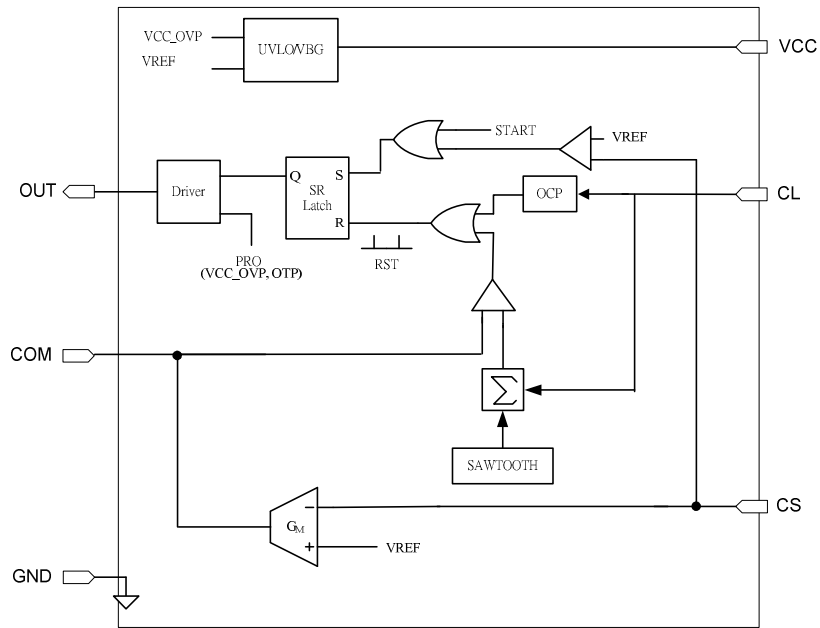 VCC_OVP
VREF
UVLO/VBG
VCC
START
VREF
OUT
Driver
Q
S
SR
Latch
R
OCP
CL
PRO
(VCC_OVP, OTP)
RST
COM
Σ
SAWTOOTH
GM
−
+
VREF
CS
GND